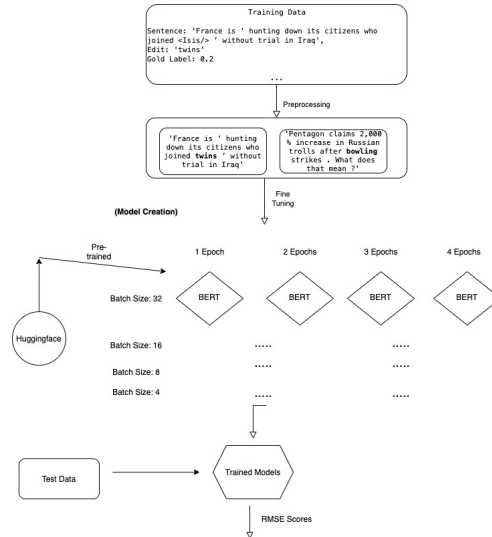 Training Data
Sentence: 'France is ' hunting down its citizens who
joined <Isis/> ' without trial in Iraq',
Edit: 'twins'
Gold Label: 0.2
...
Preprocessing
'France is ' hunting
down its citizens who
joined twins ' without
trial in Iraq'
'Pentagon claims 2,000
% increase in Russian
trolls after bowling
strikes . What does
that mean ?'
Fine
Tuning
(Model Creation)
Pre-
trained
1 Epoch 2 Epochs 3 Epochs 4 Epochs
Batch Size: 32 BERT BERT BERT BERT
Huggingface
Batch Size: 16 ..... .....
Batch Size: 8 ..... .....
Batch Size: 4 ..... .....
Test Data
Trained Models
RMSE Scores